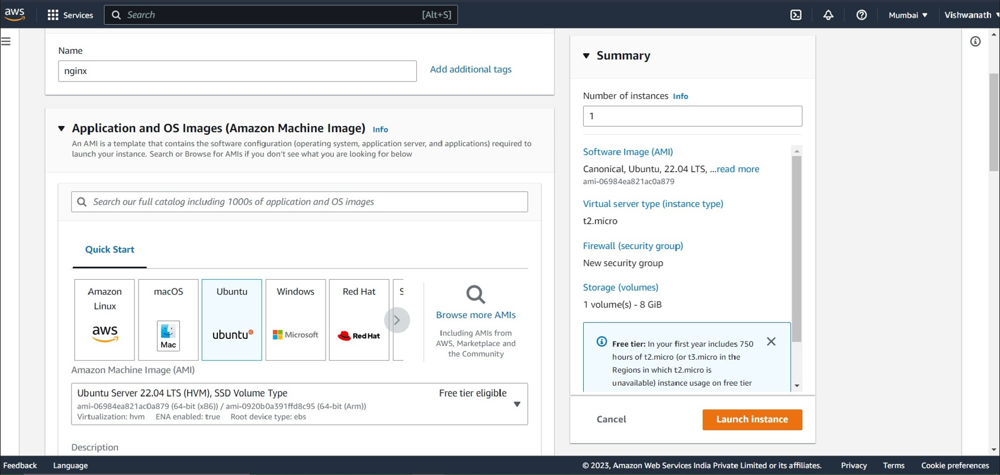 aws
Services
Search [Alt+S]
Mumbai
Vishwanath
Name
nginx
Add additional tags
Application and OS Images (Amazon Machine Image) Info
An AMI is a template that contains the software configuration (operating system, application server, and applications) required to
launch your instance. Search or Browse for AMIs if you don't see what you are looking for below
Search our full catalog including 1000s of application and OS images
Quick Start
Amazon
Linux
aws
macOS
Mac
Ubuntu
ubuntu
Windows
Microsoft
Red Hat
Red Hat
S
Browse more AMIs
Including AMIs from
AWS, Marketplace and
the Community
Amazon Machine Image (AMI)
Ubuntu Server 22.04 LTS (HVM), SSD Volume Type Free tier eligible
ami-06984ea821ac0a879 (64-bit (x86)) / ami-0920b0a391ffd8c95 (64-bit (Arm))
Virtualization: hvm ENA enabled: true Root device type: ebs
Description
Summary
Number of instances Info
1
Software Image (AMI)
Canonical, Ubuntu, 22.04 LTS, ...read more
ami-06984ea821ac0a879
Virtual server type (instance type)
t2.micro
Firewall (security group)
New security group
Storage (volumes)
1 volume(s) - 8 GiB
Free tier: In your first year includes 750
hours of t2.micro (or t3.micro in the
Regions in which t2.micro is
unavailable) instance usage on free tier
Cancel
Launch instance
Feedback
Language
© 2023, Amazon Web Services India Private Limited or its affiliates.
Privacy
Terms
Cookie preferences